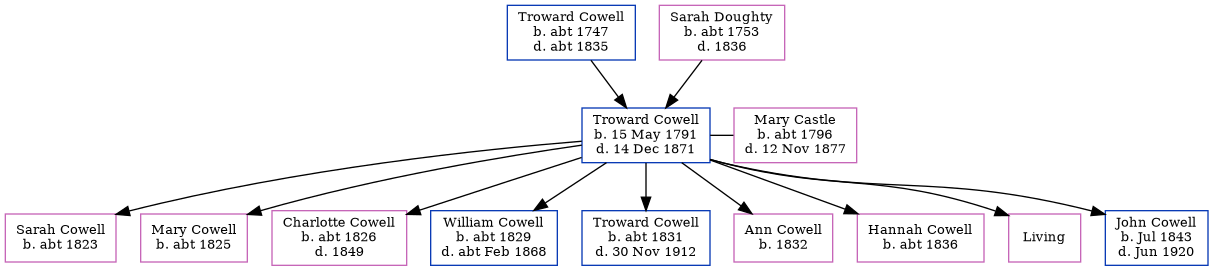 Troward Cowell
b. abt 1747
d. abt 1835
Sarah Doughty
b. abt 1753
d. 1836
Troward Cowell
b. 15 May 1791
d. 14 Dec 1871
Mary Castle
b. abt 1796
d. 12 Nov 1877
Sarah Cowell
b. abt 1823
Mary Cowell
b. abt 1825
Charlotte Cowell
b. abt 1826
d. 1849
William Cowell
b. abt 1829
d. abt Feb 1868
Troward Cowell
b. abt 1831
d. 30 Nov 1912
Ann Cowell
b. 1832
Hannah Cowell
b. abt 1836
Living
John Cowell
b. Jul 1843
d. Jun 1920